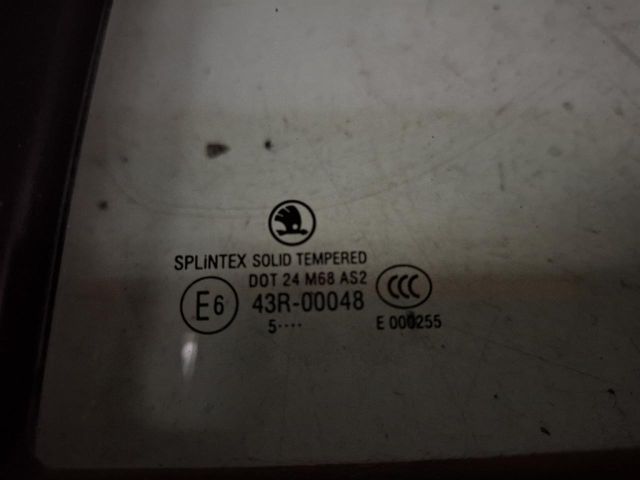 SPLiNTEX SOLID TEMPERED
DOT 24 M68 AS2
E6 43R-00048 CCC
5····
E 000255